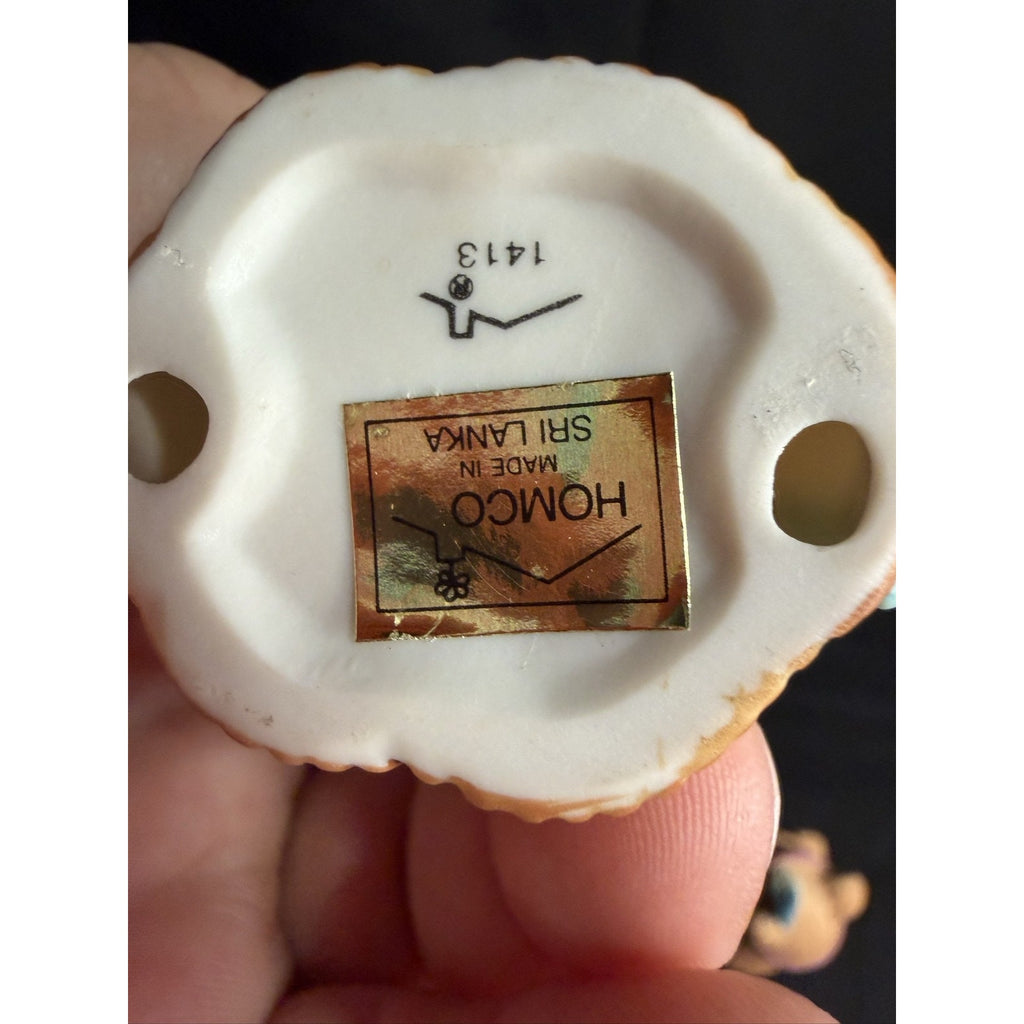 HOMCO
MADE IN
SRI LANKA
1413